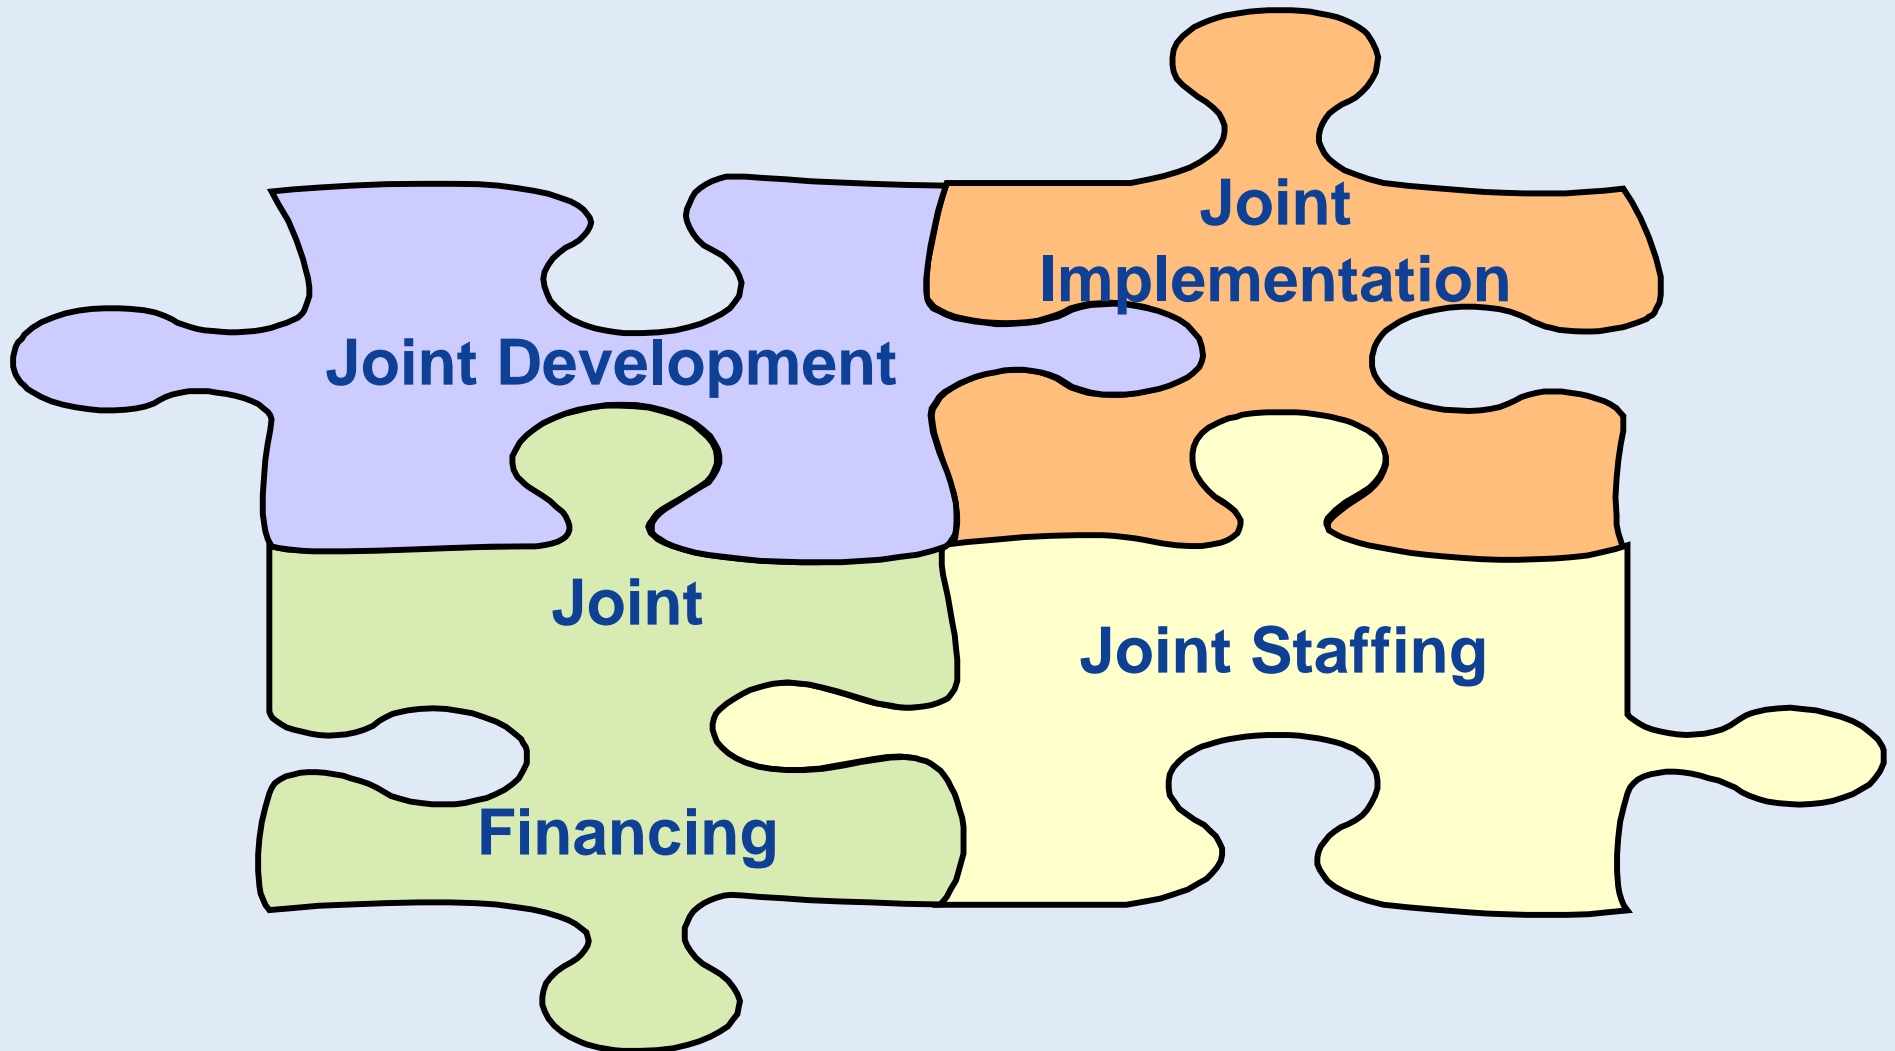 Joint
Implementation
Joint Development
Joint
Financing
Joint Staffing